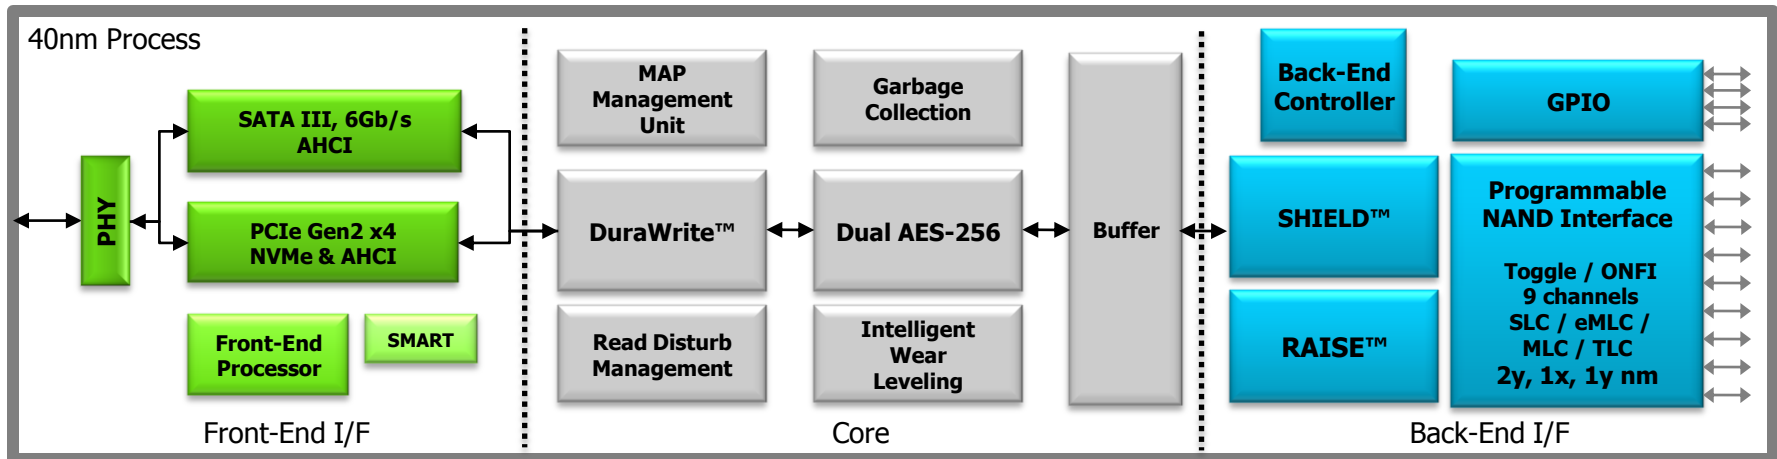 40nm Process
PHY
SATA III, 6Gb/s
AHCI
PCIe Gen2 x4
NVMe & AHCI
Front-End
Processor
SMART
Front-End I/F
MAP
Management
Unit
Garbage
Collection
DuraWrite™
Dual AES-256
Read Disturb
Management
Intelligent
Wear
Leveling
Buffer
Core
Back-End
Controller
GPIO
SHIELD™
RAISE™
Programmable
NAND Interface
Toggle / ONFI
9 channels
SLC / eMLC /
MLC / TLC
2y, 1x, 1y nm
Back-End I/F